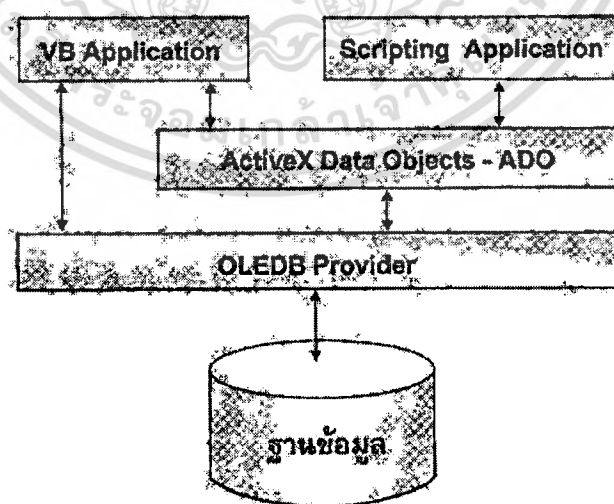 VB Application
Scripting Application
ActiveX Data Objects - ADO
OLEDB Provider
ฐานข้อมูล